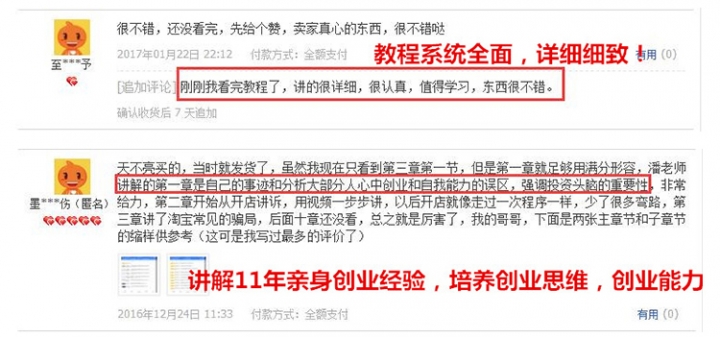 很不错，还没看完，先给个赞，卖家真心的东西，很不错哒
2017年01月22日 22:12 付款方式：全额支付
教程系统全面，详细细致！
有用 (0)
至***予
[追加评论] 刚刚我看完教程了，讲的很详细，很认真，值得学习，东西很不错。
确认收货后 7 天追加
天不亮买的，当时就发货了，虽然我现在只看到第三章第一节，但是第一章就足够用满分形容，潘老师
讲解的第一章是自己的事迹和分析大部分人心中创业和自我能力的误区，强调投资头脑的重要性，非常
墨***伤（匿名）
给力，第二章开始从开店讲诉，用视频一步步讲，以后开店就像走过一次程序一样，少了很多弯路，第
三章讲了淘宝常见的骗局，后面十章还没看，总之就是厉害了，我的哥哥，下面是两张主章节和子章节
的缩样供参考（这可是我写过最多的评价了）
讲解11年亲身创业经验，培养创业思维，创业能力
2016年12月24日 11:33 付款方式：全额支付
有用 (0)